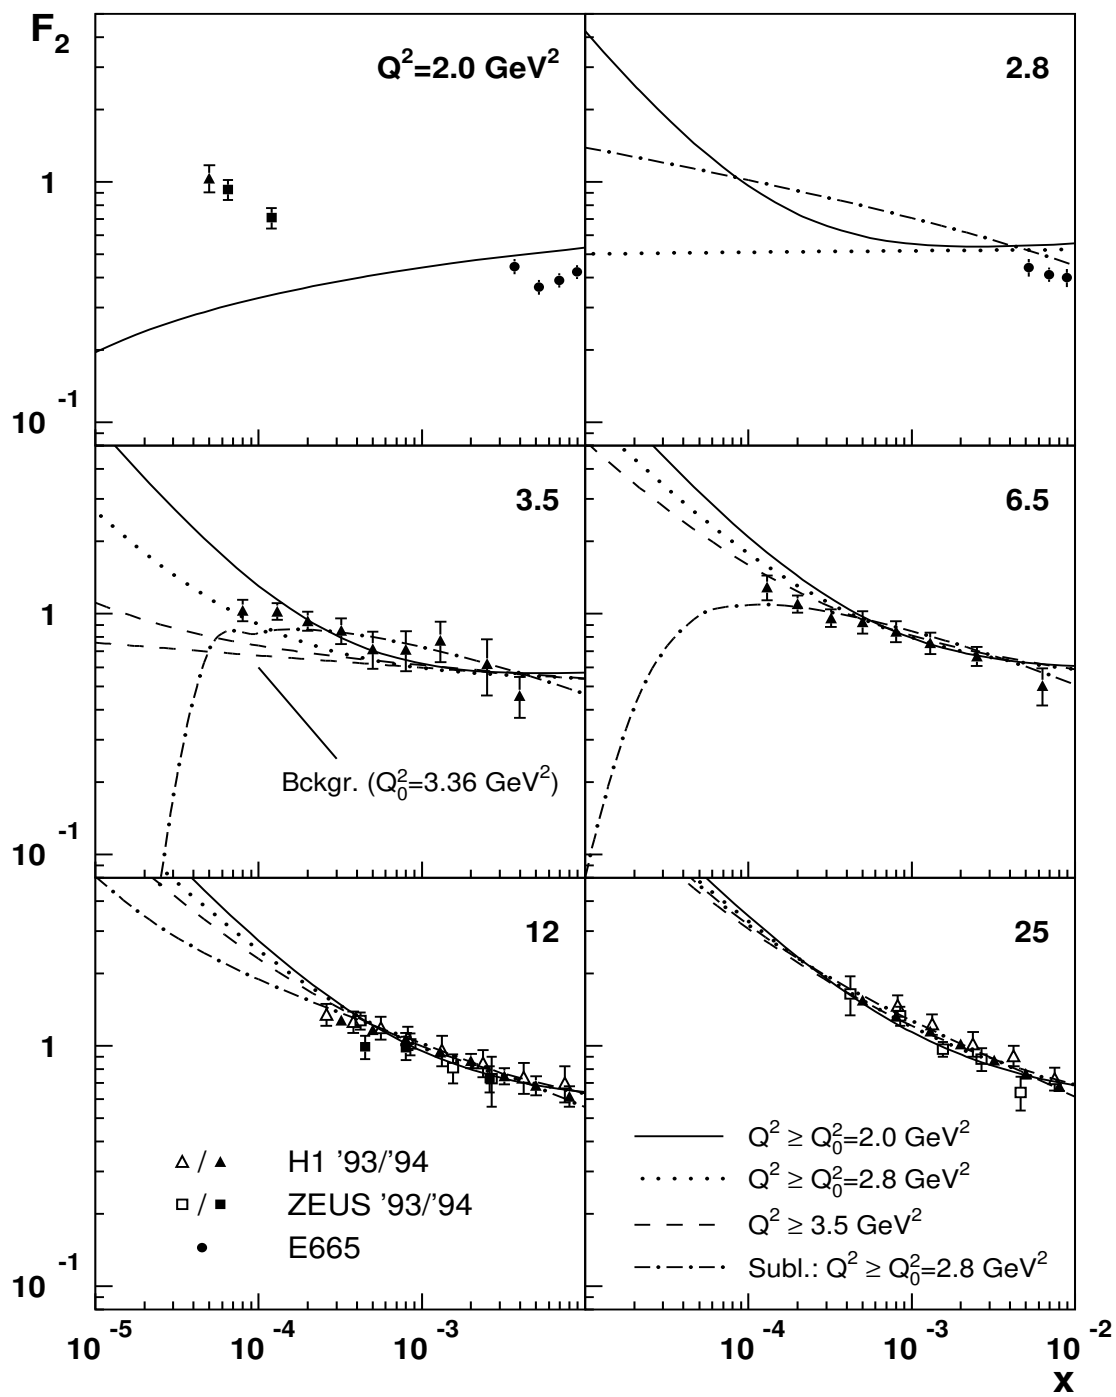 F₂
Q²=2.0 GeV²
2.8
1
10⁻¹
3.5
6.5
1
Bckgr. (Q₀²=3.36 GeV²)
10⁻¹
12
25
1
△ / ▲ H1 '93/'94
□ / ■ ZEUS '93/'94
● E665
Q² ≥ Q₀²=2.0 GeV²
Q² ≥ Q₀²=2.8 GeV²
Q² ≥ 3.5 GeV²
Subl.: Q² ≥ Q₀²=2.8 GeV²
10⁻¹
10⁻⁵ 10⁻⁴ 10⁻³ 10⁻⁴ 10⁻³ 10⁻²
x